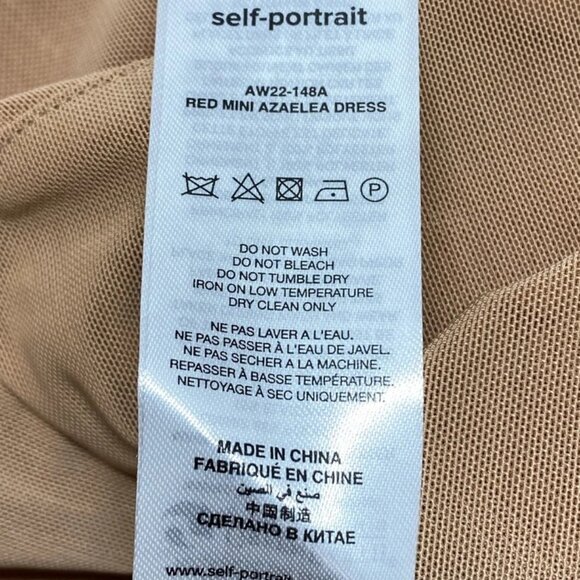 self-portrait
AW22-148A
RED MINI AZAELEA DRESS
P
DO NOT WASH
DO NOT BLEACH
DO NOT TUMBLE DRY
IRON ON LOW TEMPERATURE
DRY CLEAN ONLY
NE PAS LAVER A L'EAU.
NE PAS PASSER À L'EAU DE JAVEL.
NE PAS SECHER A LA MACHINE.
REPASSER À BASSE TEMPÉRATURE.
NETTOYAGE À SEC UNIQUEMENT.
MADE IN CHINA
FABRIQUÉ EN CHINE
صنع في الصين
中国制造
СДЕЛАНО В КИТАЕ
www.self-portrait